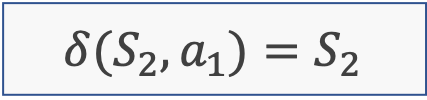 δ(S₂, a₁) = S₂